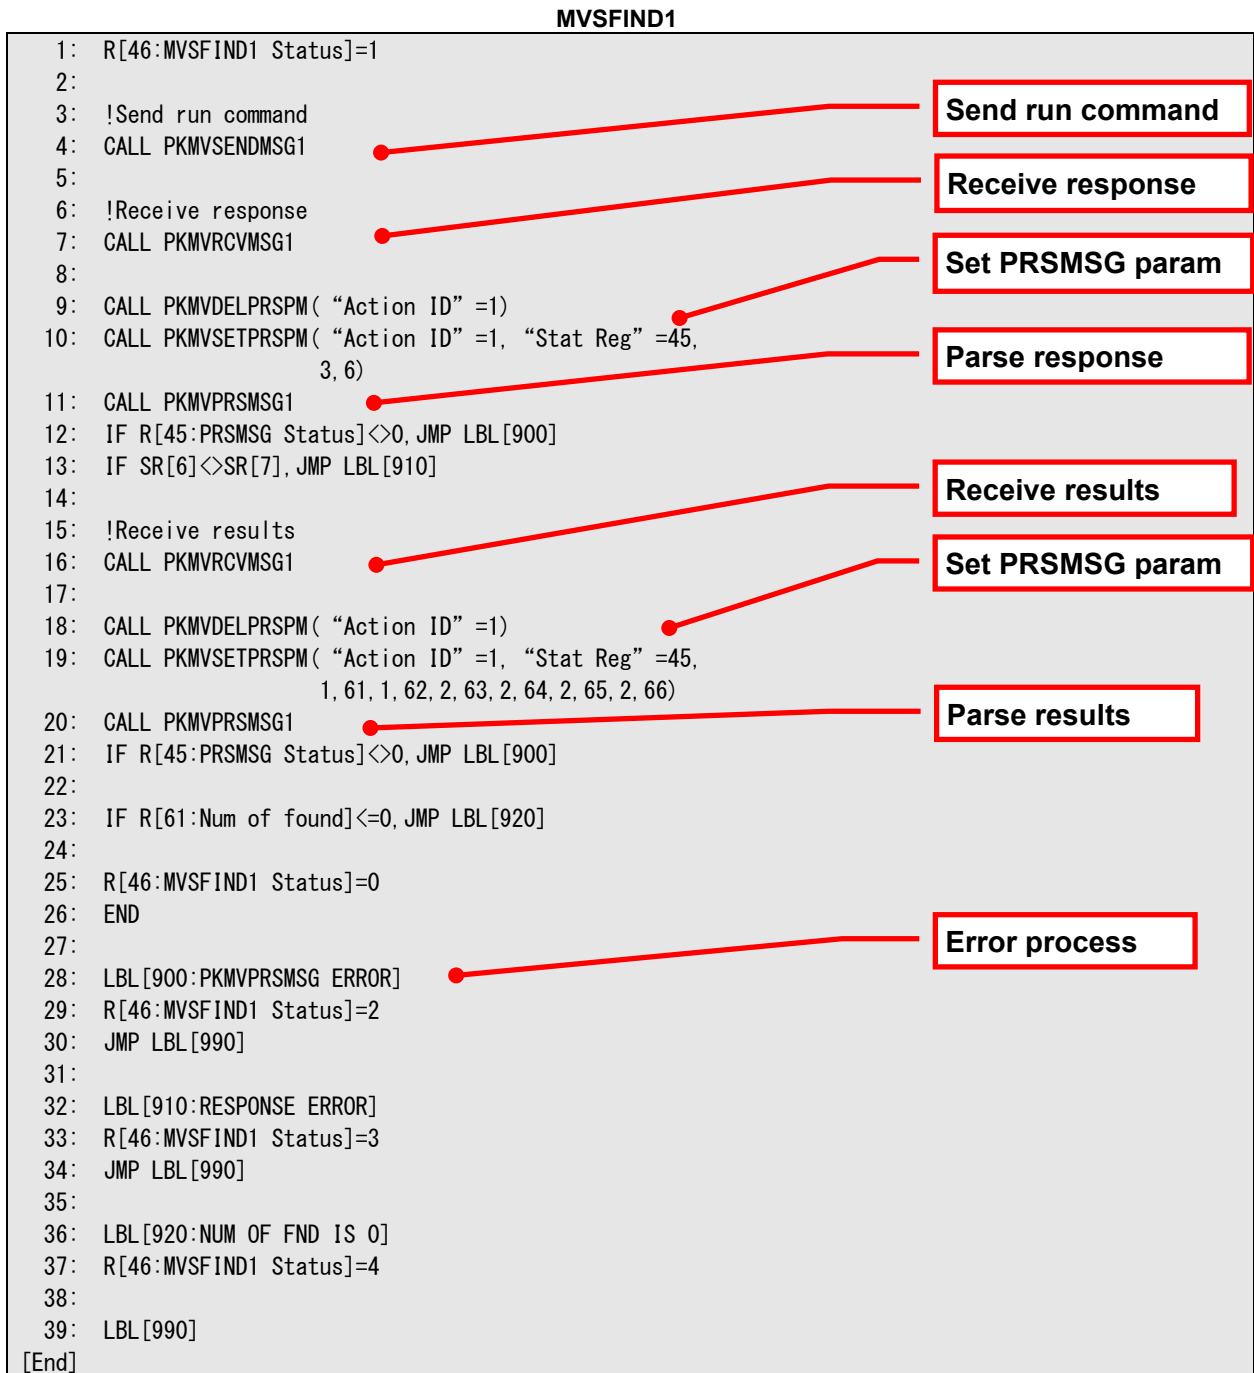 MVSFIND1
1: R[46:MVSFIND1 Status]=1
2:
3: !Send run command
Send run command
4: CALL PKMVSENDMSG1
5:
Receive response
6: !Receive response
7: CALL PKMVRCVMSG1
8:
Set PRSMSG param
9: CALL PKMVDELPRSPM( “Action ID” =1)
10: CALL PKMVSETPRSPM( “Action ID” =1, “Stat Reg” =45,
3,6)
Parse response
11: CALL PKMVPRSMSG1
12: IF R[45:PRSMSG Status]<>0,JMP LBL[900]
13: IF SR[6]<>SR[7],JMP LBL[910]
14:
Receive results
15: !Receive results
16: CALL PKMVRCVMSG1
Set PRSMSG param
17:
18: CALL PKMVDELPRSPM( “Action ID” =1)
19: CALL PKMVSETPRSPM( “Action ID” =1, “Stat Reg” =45,
1,61,1,62,2,63,2,64,2,65,2,66)
Parse results
20: CALL PKMVPRSMSG1
21: IF R[45:PRSMSG Status]<>0,JMP LBL[900]
22:
23: IF R[61:Num of found]<=0,JMP LBL[920]
24:
25: R[46:MVSFIND1 Status]=0
26: END
27:
Error process
28: LBL[900:PKMVPRSMSG ERROR]
29: R[46:MVSFIND1 Status]=2
30: JMP LBL[990]
31:
32: LBL[910:RESPONSE ERROR]
33: R[46:MVSFIND1 Status]=3
34: JMP LBL[990]
35:
36: LBL[920:NUM OF FND IS 0]
37: R[46:MVSFIND1 Status]=4
38:
39: LBL[990]
[End]